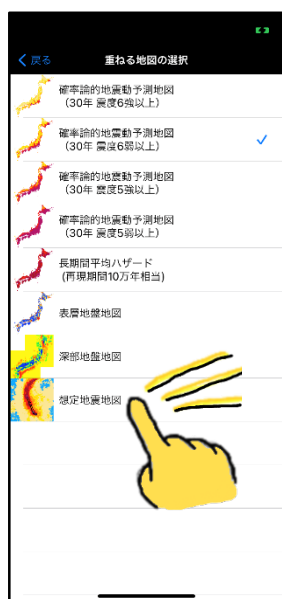 戻る
重ねる地図の選択
確率論的地震動予測地図
（30年 震度6強以上）
確率論的地震動予測地図
（30年 震度6弱以上）
確率論的地震動予測地図
（30年 震度5強以上）
確率論的地震動予測地図
（30年 震度5弱以上）
長期間平均ハザード
(再現期間10万年相当)
表層地盤地図
深部地盤地図
想定地震地図